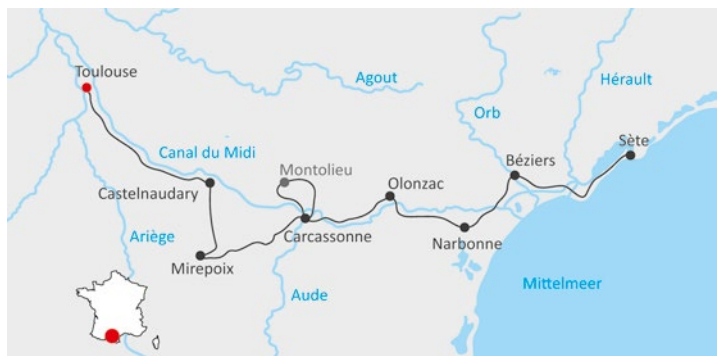 Toulouse
Agout
Hérault
Orb
Canal du Midi
Sète
Béziers
Montolieu
Castelnaudary
Olonzac
Ariège
Carcassonne
Narbonne
Mirepoix
Aude
Mittelmeer